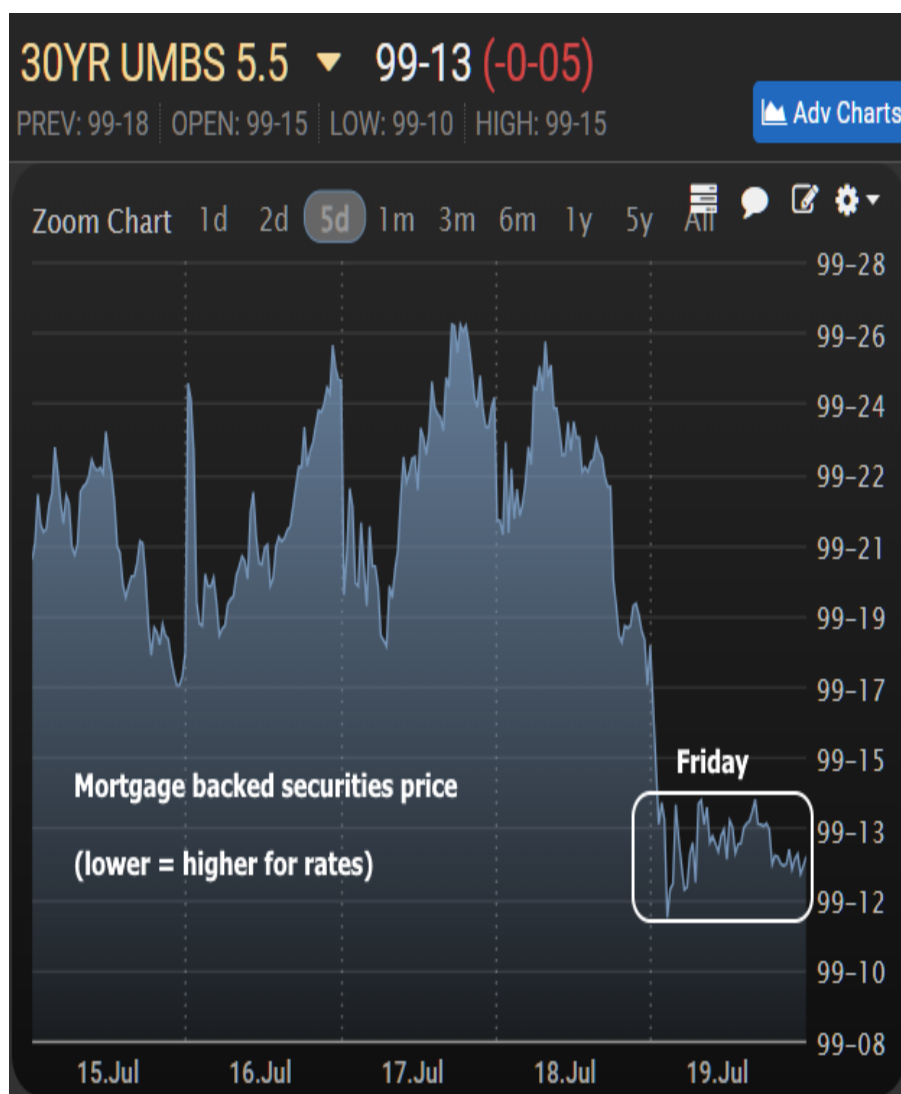 30YR UMBS 5.5 99-13 (-0-05)
PREV: 99-18 OPEN: 99-15 LOW: 99-10 HIGH: 99-15
Adv Charts
Zoom Chart 1d 2d 5d 1m 3m 6m 1y 5y All
99-28
99-26
99-24
99-22
99-21
99-19
99-17
Friday
99-15
Mortgage backed securities price
99-13
(lower = higher for rates)
99-12
99-10
99-08
15.Jul 16.Jul 17.Jul 18.Jul 19.Jul